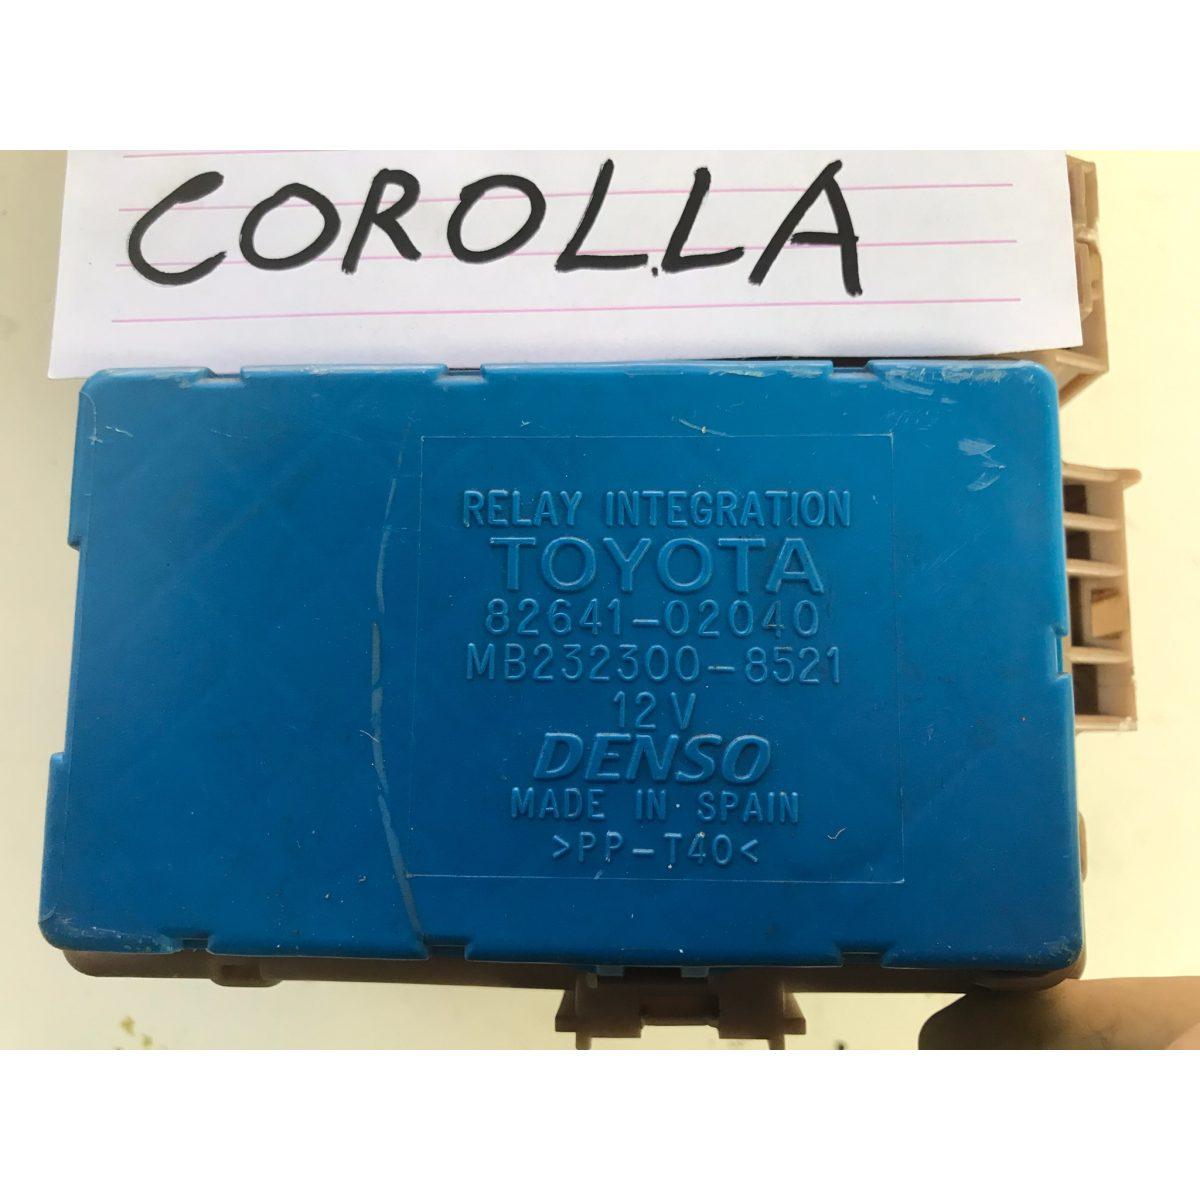 COROLLA
RELAY INTEGRATION
TOYOTA
82641-02040
MB232300-8521
12V
DENSO
MADE IN SPAIN
>PP-T40<